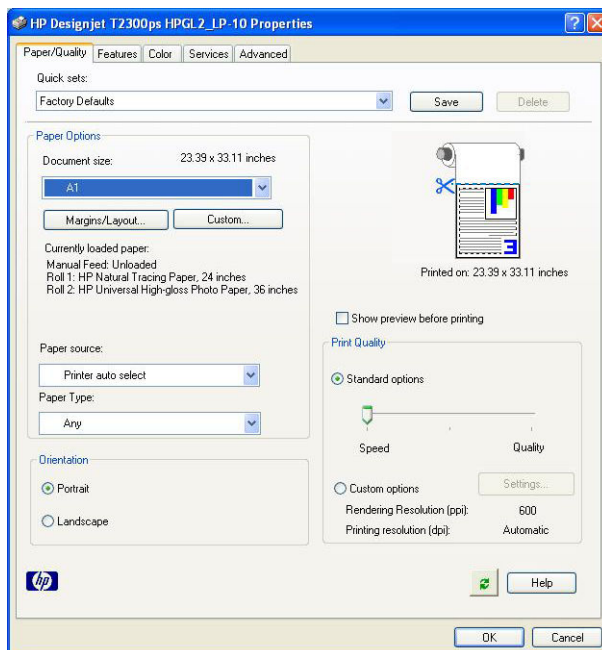 HP Designjet T2300ps HPGL2_LP-10 Properties
Paper/Quality Features Color Services Advanced
Quick sets:
Factory Defaults
Save
Delete
Paper Options
Document size: 23.39 x 33.11 inches
A1
Margins/Layout... Custom...
Currently loaded paper:
Manual Feed: Unloaded
Roll 1: HP Natural Tracing Paper, 24 inches
Roll 2: HP Universal High-gloss Photo Paper, 36 inches
Paper source:
Printer auto select
Paper Type:
Any
Orientation
Portrait
Landscape
3
Printed on: 23.39 x 33.11 inches
Show preview before printing
Print Quality
Standard options
Speed Quality
Custom options Settings...
Rendering Resolution (ppi): 600
Printing resolution (dpi): Automatic
hp
Help
OK Cancel